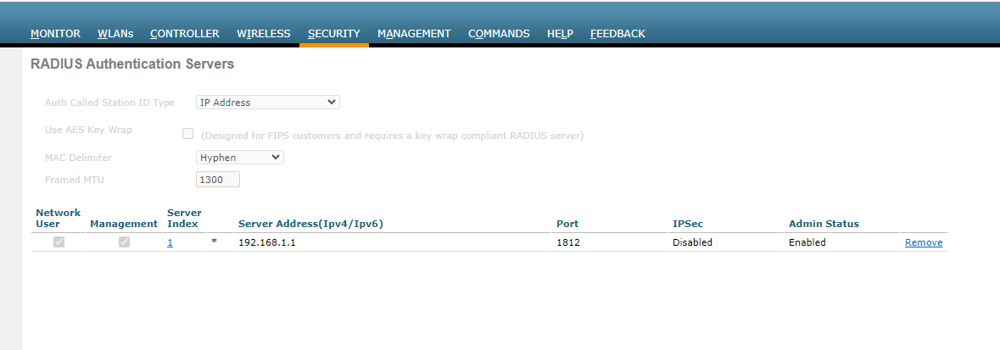 MONITOR WLANs CONTROLLER WIRELESS SECURITY MANAGEMENT COMMANDS HELP FEEDBACK
RADIUS Authentication Servers
Auth Called Station ID Type IP Address
Use AES Key Wrap (Designed for FIPS customers and requires a key wrap compliant RADIUS server)
MAC Delimiter Hyphen
Framed MTU 1300
Network User Management Server Index Server Address(Ipv4/Ipv6) Port IPSec Admin Status
1 * 192.168.1.1 1812 Disabled Enabled Remove